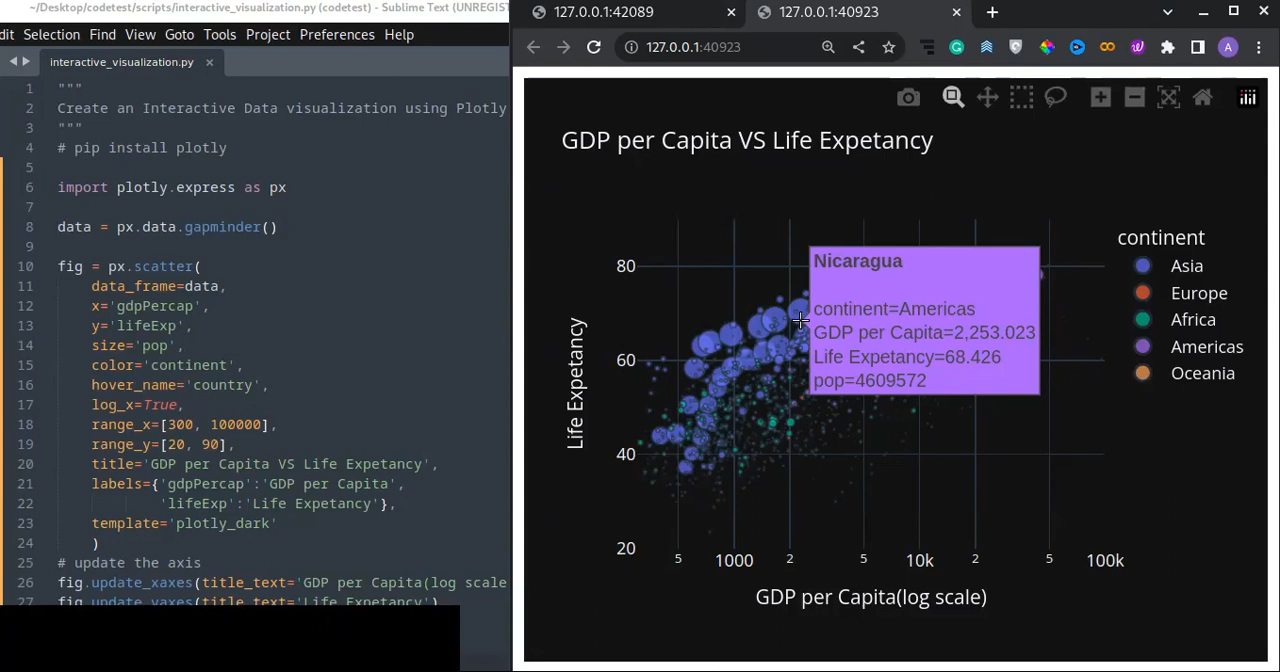 ~/Desktop/codetest/scripts/interactive_visualization.py (codetest) - Sublime Text (UNREGIST
dit Selection Find View Goto Tools Project Preferences Help
interactive_visualization.py ×
1 """
2 Create an Interactive Data visualization using Plotly
3 """
4 # pip install plotly
5
6 import plotly.express as px
7
8 data = px.data.gapminder()
9
10 fig = px.scatter(
11 data_frame=data,
12 x='gdpPercap',
13 y='lifeExp',
14 size='pop',
15 color='continent',
16 hover_name='country',
17 log_x=True,
18 range_x=[300, 100000],
19 range_y=[20, 90],
20 title='GDP per Capita VS Life Expetancy',
21 labels={'gdpPercap':'GDP per Capita',
22 'lifeExp':'Life Expetancy'},
23 template='plotly_dark'
24 )
25 # update the axis
26 fig.update_xaxes(title_text='GDP per Capita(log scale
27 fig.update_yaxes(title_text='Life Expetancy')
127.0.0.1:42089
127.0.0.1:40923
127.0.0.1:40923
A
GDP per Capita VS Life Expetancy
Nicaragua
continent=Americas
GDP per Capita=2,253.023
Life Expetancy=68.426
pop=4609572
continent
Asia
Europe
Africa
Americas
Oceania
Life Expetancy
80
60
40
20
5 1000 2 5 10k 2 5 100k
GDP per Capita(log scale)